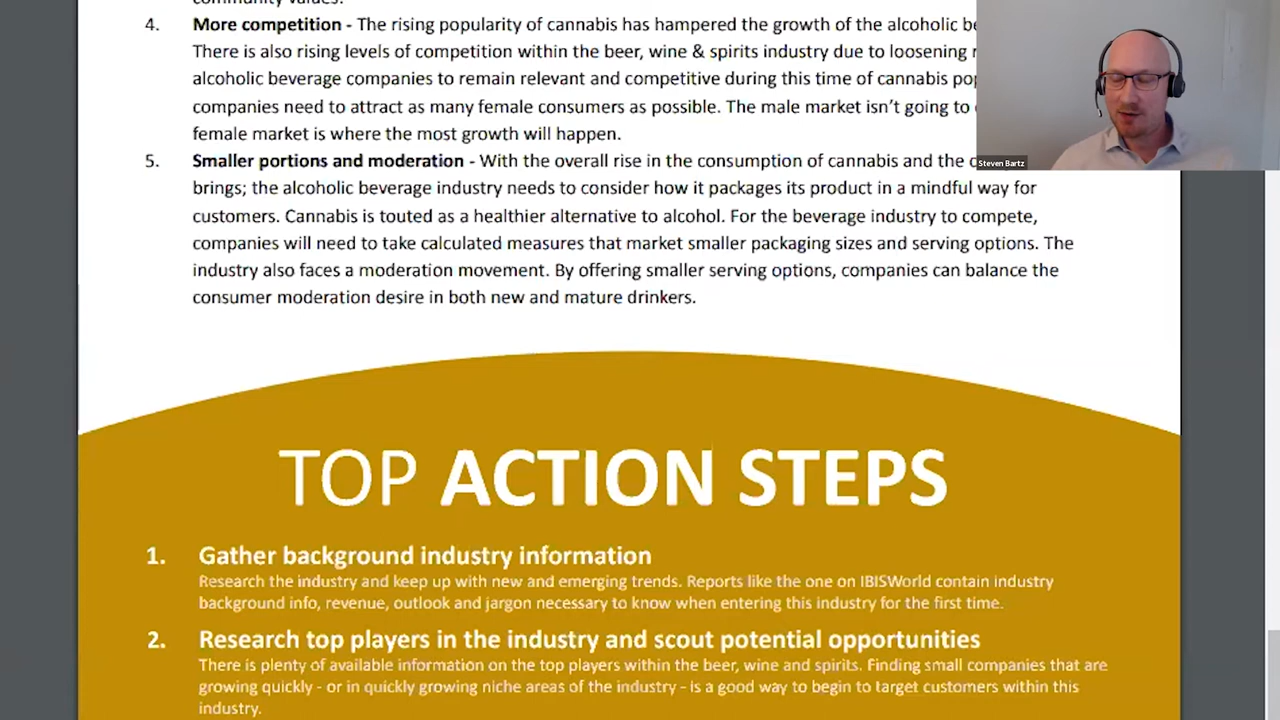 4. More competition - The rising popularity of cannabis has hampered the growth of the alcoholic
There is also rising levels of competition within the beer, wine & spirits industry due to loosening
alcoholic beverage companies to remain relevant and competitive during this time of cannabis
companies need to attract as many female consumers as possible. The male market isn't going to
female market is where the most growth will happen.
5. Smaller portions and moderation - With the overall rise in the consumption of cannabis and the
Steven Bartz
brings; the alcoholic beverage industry needs to consider how it packages its product in a mindful way for
customers. Cannabis is touted as a healthier alternative to alcohol. For the beverage industry to compete,
companies will need to take calculated measures that market smaller packaging sizes and serving options. The
industry also faces a moderation movement. By offering smaller serving options, companies can balance the
consumer moderation desire in both new and mature drinkers.
TOP ACTION STEPS
1. Gather background industry information
Research the industry and keep up with new and emerging trends. Reports like the one on IBISWorld contain industry
background info, revenue, outlook and jargon necessary to know when entering this industry for the first time.
2. Research top players in the industry and scout potential opportunities
There is plenty of available information on the top players within the beer, wine and spirits. Finding small companies that are
growing quickly - or in quickly growing niche areas of the industry - is a good way to begin to target customers within this
industry.